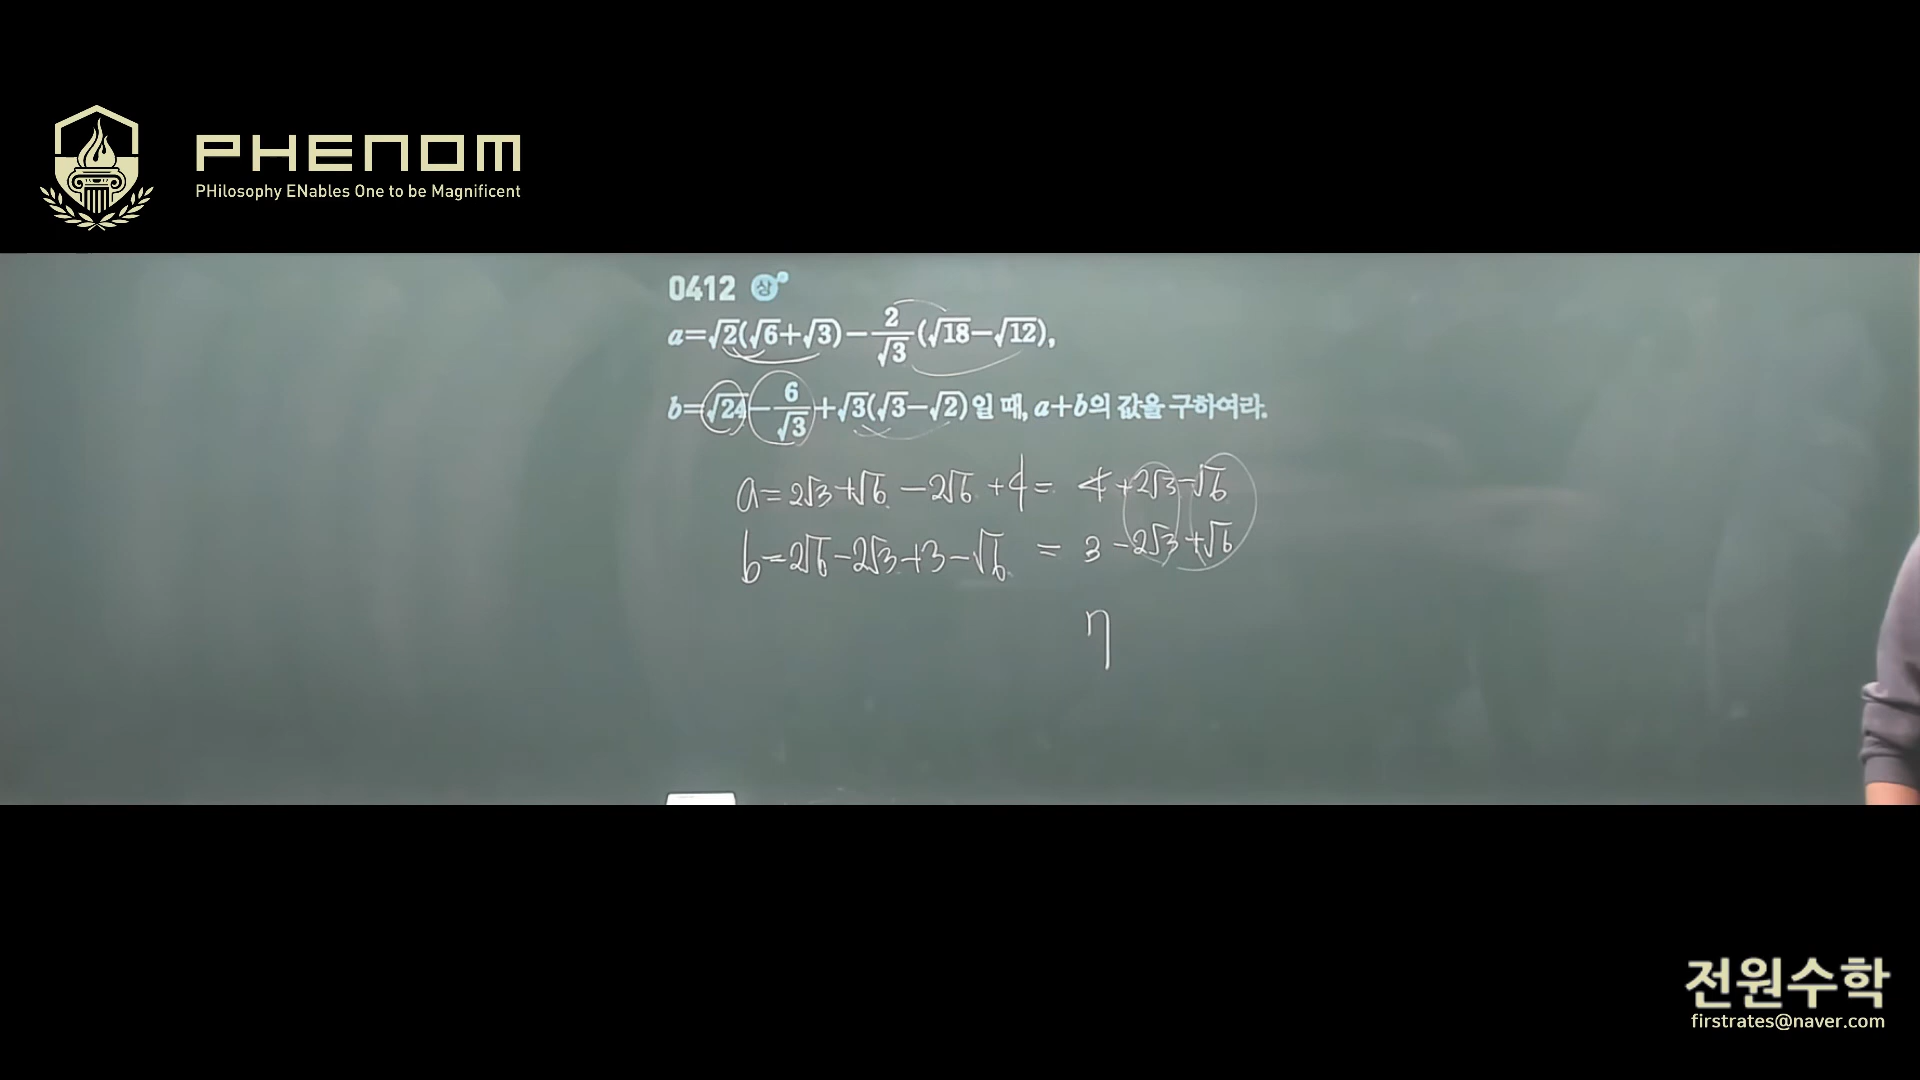 PHENOM
PHilosophy ENables One to be Magnificent
0412 상
a=√2(√6+√3)-2/√3(√18-√12),
b=√24-6/√3+√3(√3-√2)일 때, a+b의 값을 구하여라.
a=2√3+√6-2√6+4= 4+2√3-√6
b=2√6-2√3+3-√6 = 3-2√3+√6
7
전원수학
firstrates@naver.com